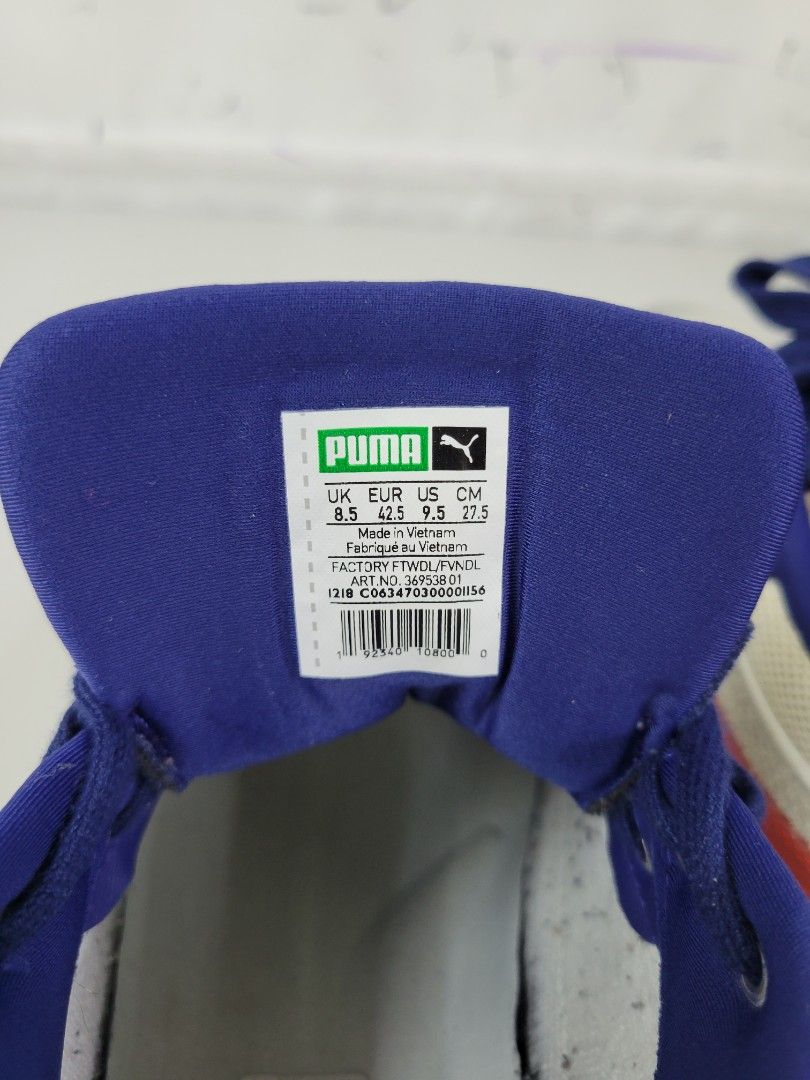 PUMA
UK EUR US CM
8.5 42.5 9.5 27.5
Made in Vietnam
Fabriqué au Vietnam
FACTORY FTWDL/FVNDL
ART.NO. 369538 01
1218 C063470300001156
1 92340 10800 0